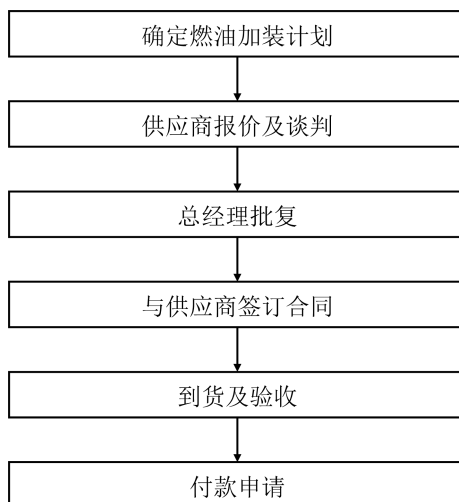 确定燃油加装计划
供应商报价及谈判
总经理批复
与供应商签订合同
到货及验收
付款申请